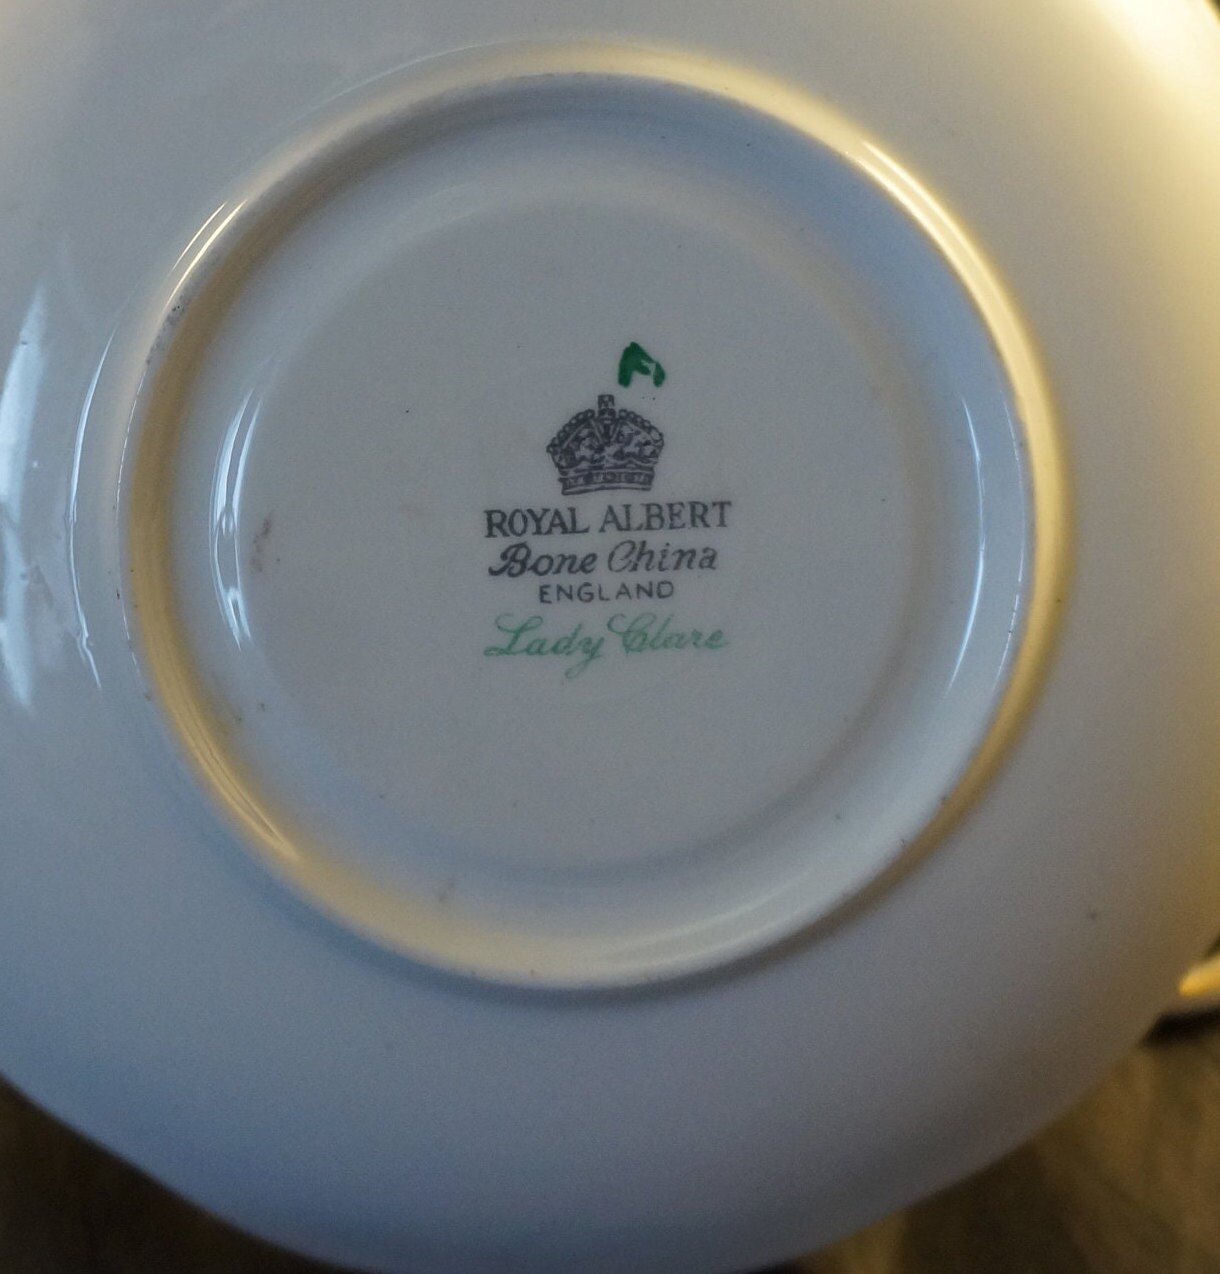 ROYAL ALBERT
Bone China
ENGLAND
Lady Clare